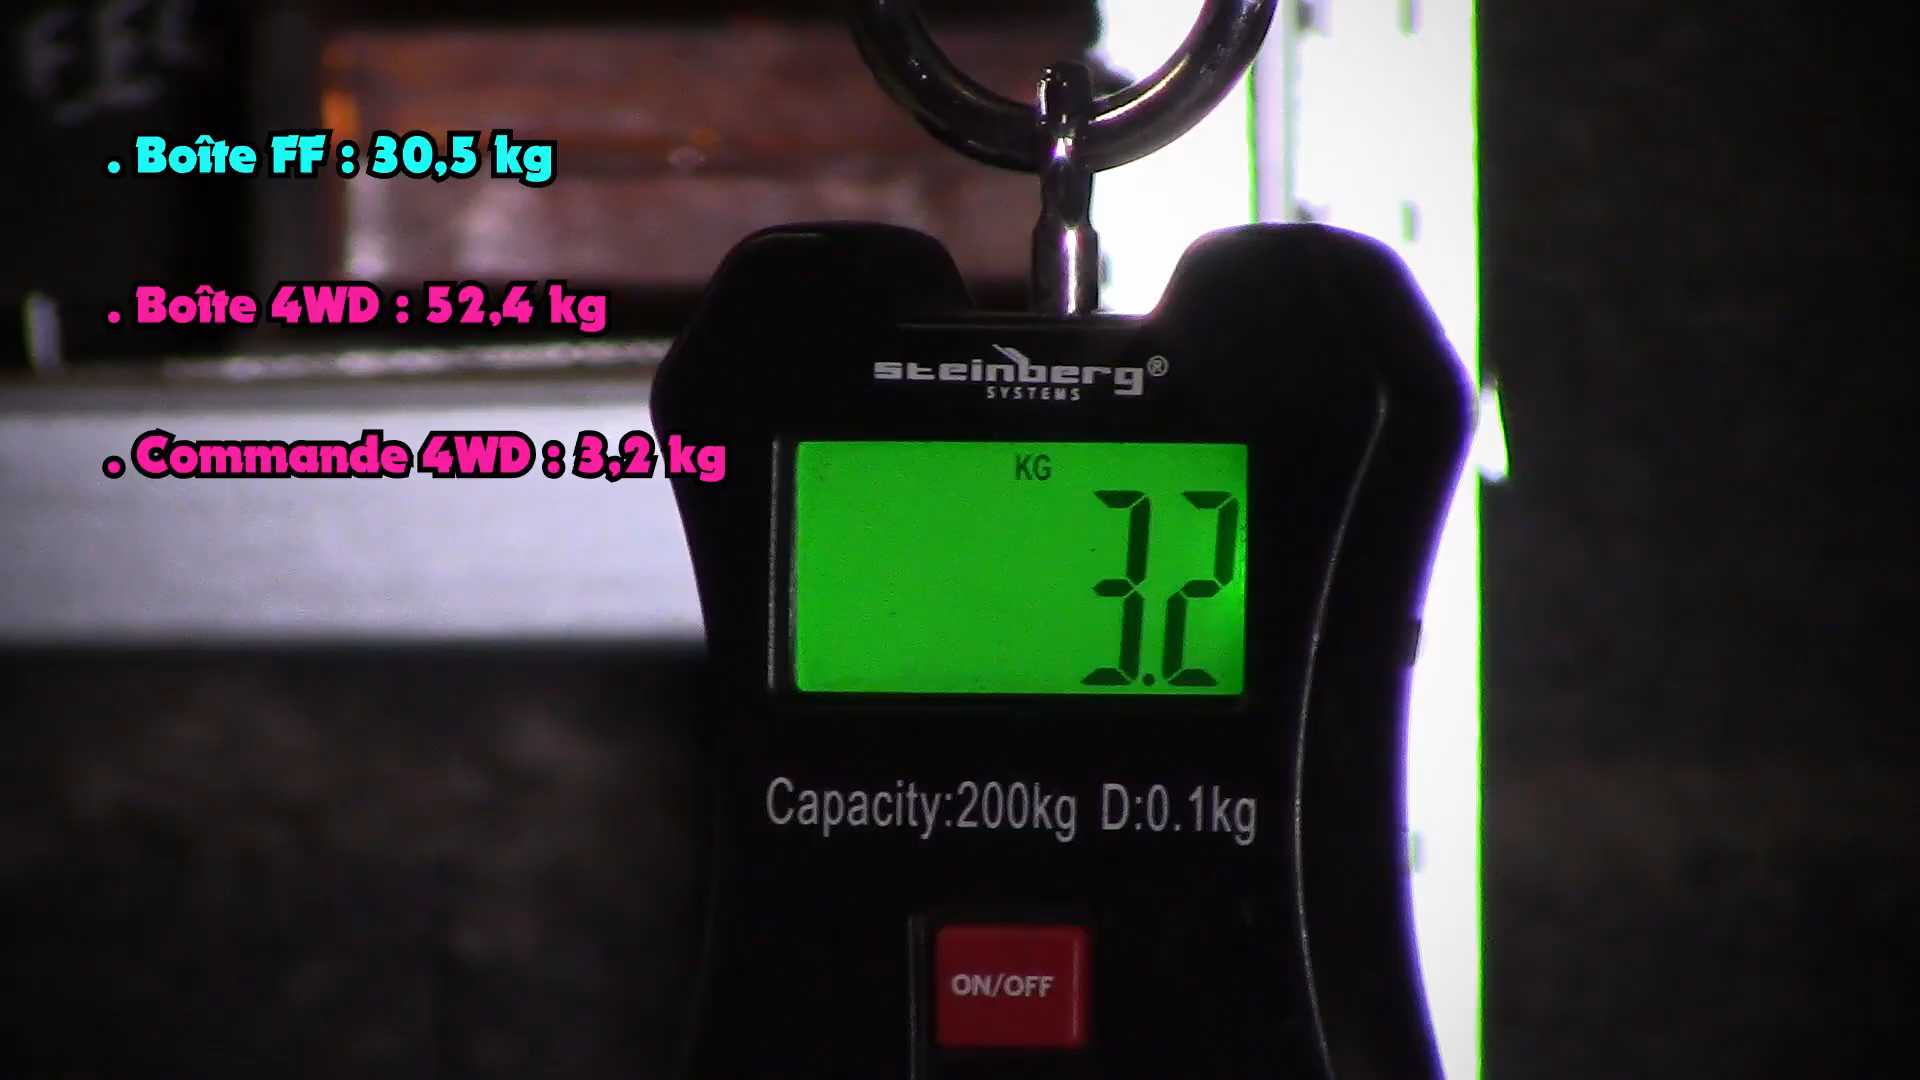 . Boîte FF : 30,5 kg
. Boîte 4WD : 52,4 kg
. Commande 4WD : 3,2 kg
steinberg®
SYSTEMS
KG
3.2
Capacity:200kg D:0.1kg
ON/OFF